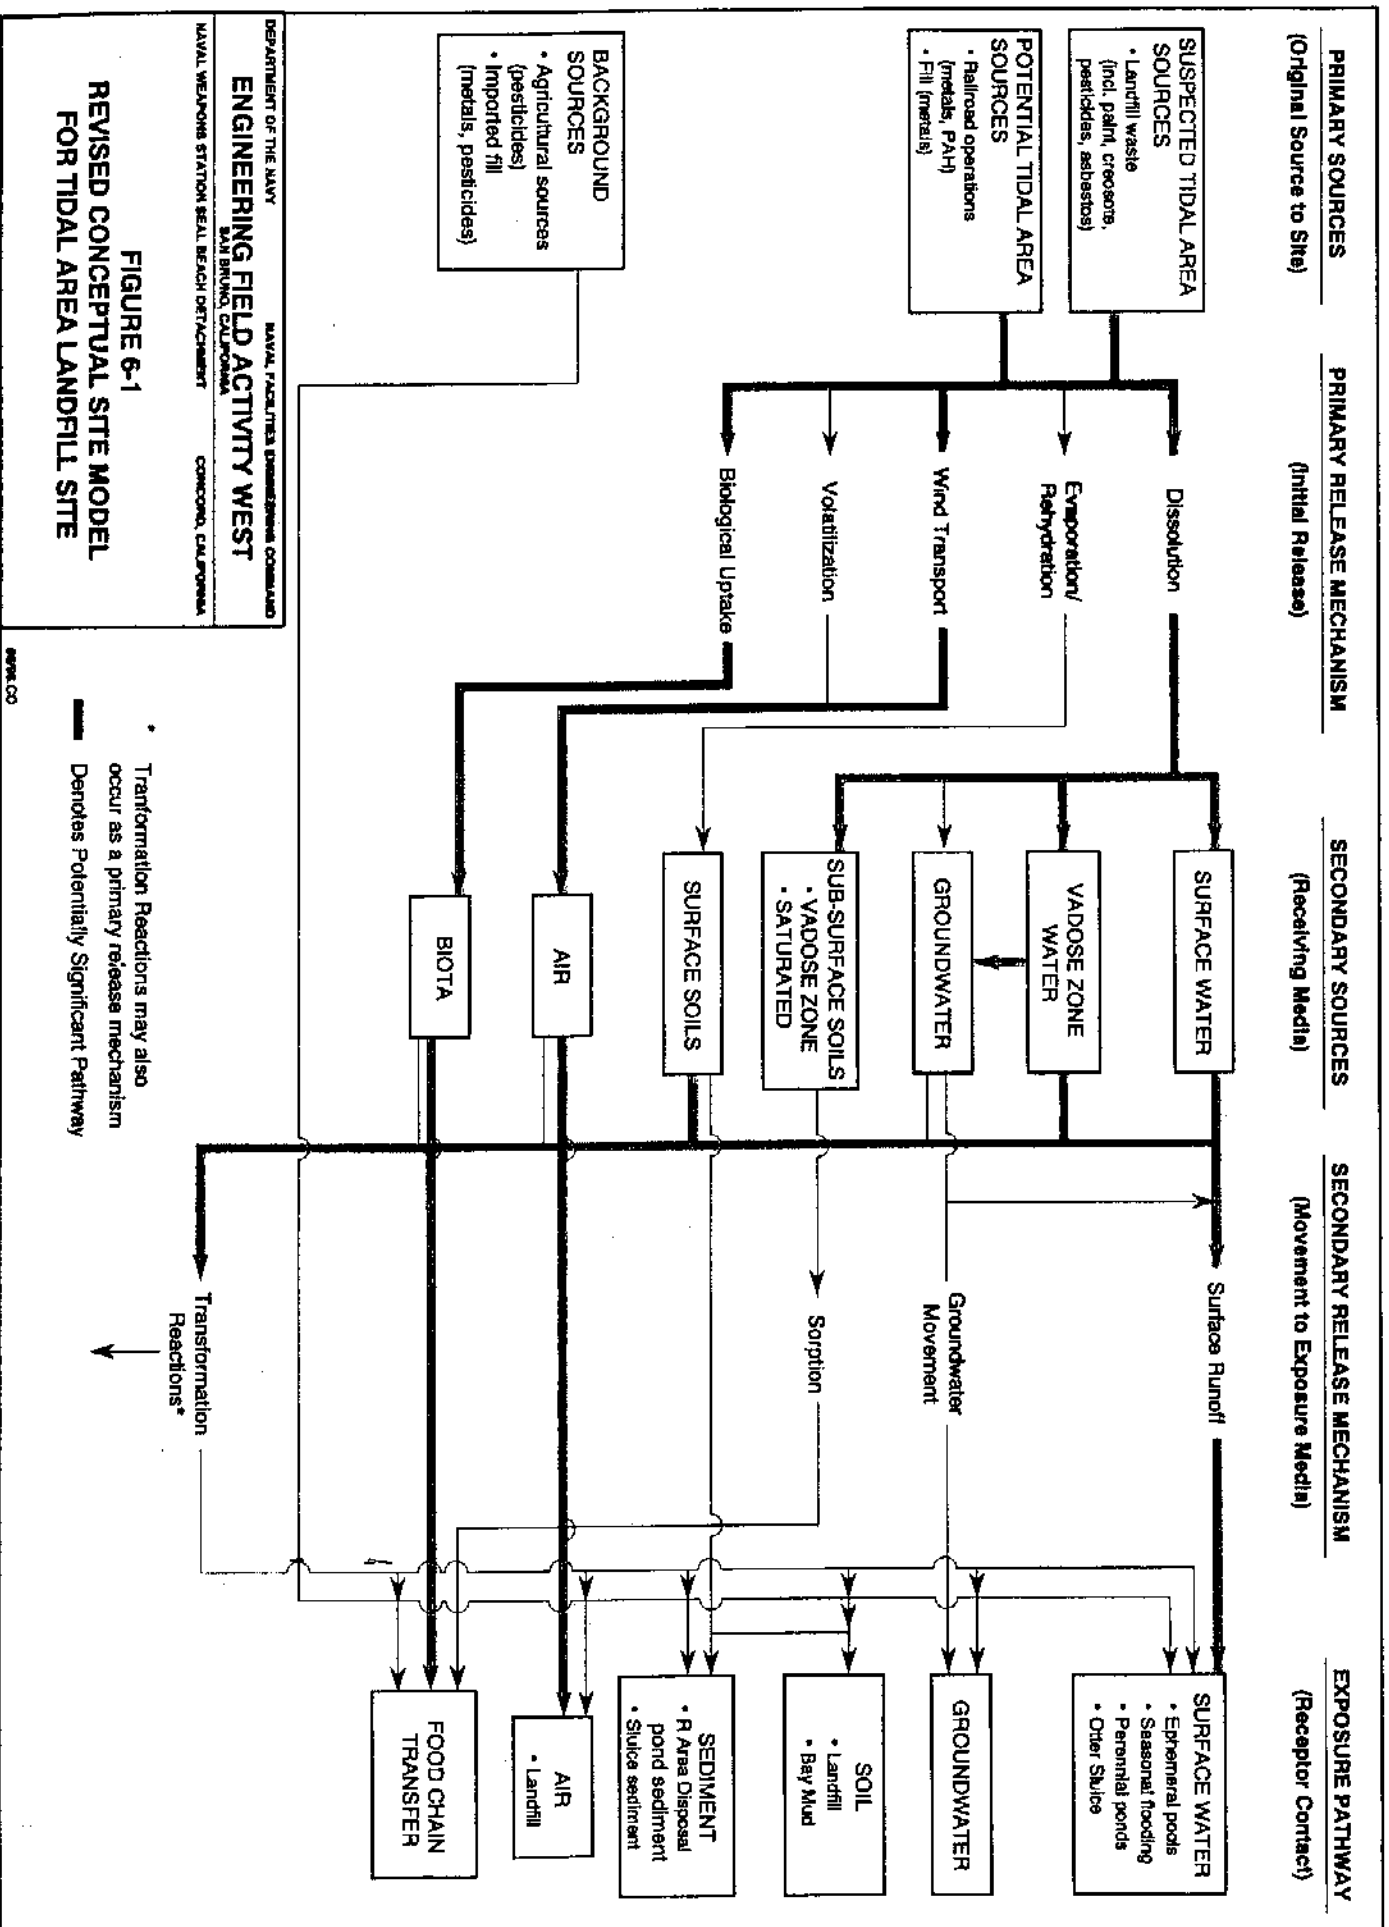 PRIMARY SOURCES
(Original Source to Site)
SUSPECTED TIDAL AREA
SOURCES
• Landfill waste
(incl. paint, creosote,
pesticides, asbestos)
POTENTIAL TIDAL AREA
SOURCES
• Railroad operations
(metals, PAH)
• Fill (metals)
BACKGROUND
SOURCES
• Agricultural sources
(pesticides)
• Imported fill
(metals, pesticides)
PRIMARY RELEASE MECHANISM
(Initial Release)
Dissolution
Evaporation/
Rehydration
Wind Transport
Volatilization
Biological Uptake
SECONDARY SOURCES
(Receiving Media)
SURFACE WATER
VADOSE ZONE
WATER
GROUNDWATER
SUB-SURFACE SOILS
• VADOSE ZONE
• SATURATED
SURFACE SOILS
AIR
BIOTA
SECONDARY RELEASE MECHANISM
(Movement to Exposure Media)
Surface Runoff
Groundwater
Movement
Sorption
Transformation
Reactions*
EXPOSURE PATHWAY
(Receptor Contact)
SURFACE WATER
• Ephemeral pools
• Seasonal flooding
• Perennial ponds
• Otter Sluice
GROUNDWATER
SOIL
• Landfill
• Bay Mud
SEDIMENT
• R Area Disposal
pond sediment
• Sluice sediment
AIR
• Landfill
FOOD CHAIN
TRANSFER
* Tranformation Reactions may also
occur as a primary release mechanism
Denotes Potentially Significant Pathway
DEPARTMENT OF THE NAVY NAVAL FACILITIES ENGINEERING COMMAND
ENGINEERING FIELD ACTIVITY WEST
SAN BRUNO, CALIFORNIA
NAVAL WEAPONS STATION SEAL BEACH DETACHMENT CONCORD, CALIFORNIA
FIGURE 6-1
REVISED CONCEPTUAL SITE MODEL
FOR TIDAL AREA LANDFILL SITE